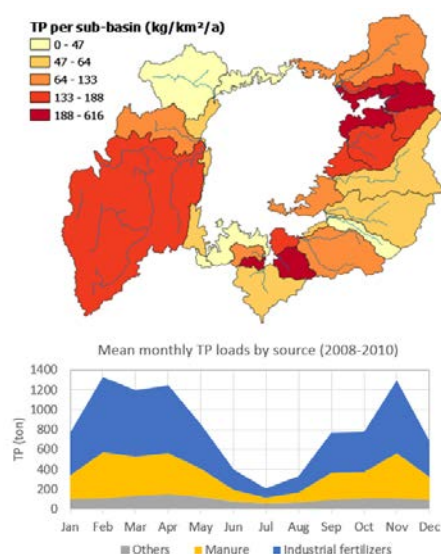 TP per sub-basin (kg/km²/a)
0 - 47
47 - 64
64 - 133
133 - 188
188 - 616
Mean monthly TP loads by source (2008-2010)
1400
1200
1000
800
600
400
200
0
TP (ton)
Jan Feb Mar Apr May Jun Jul Aug Sep Oct Nov Dec
Others Manure Industrial fertilizers